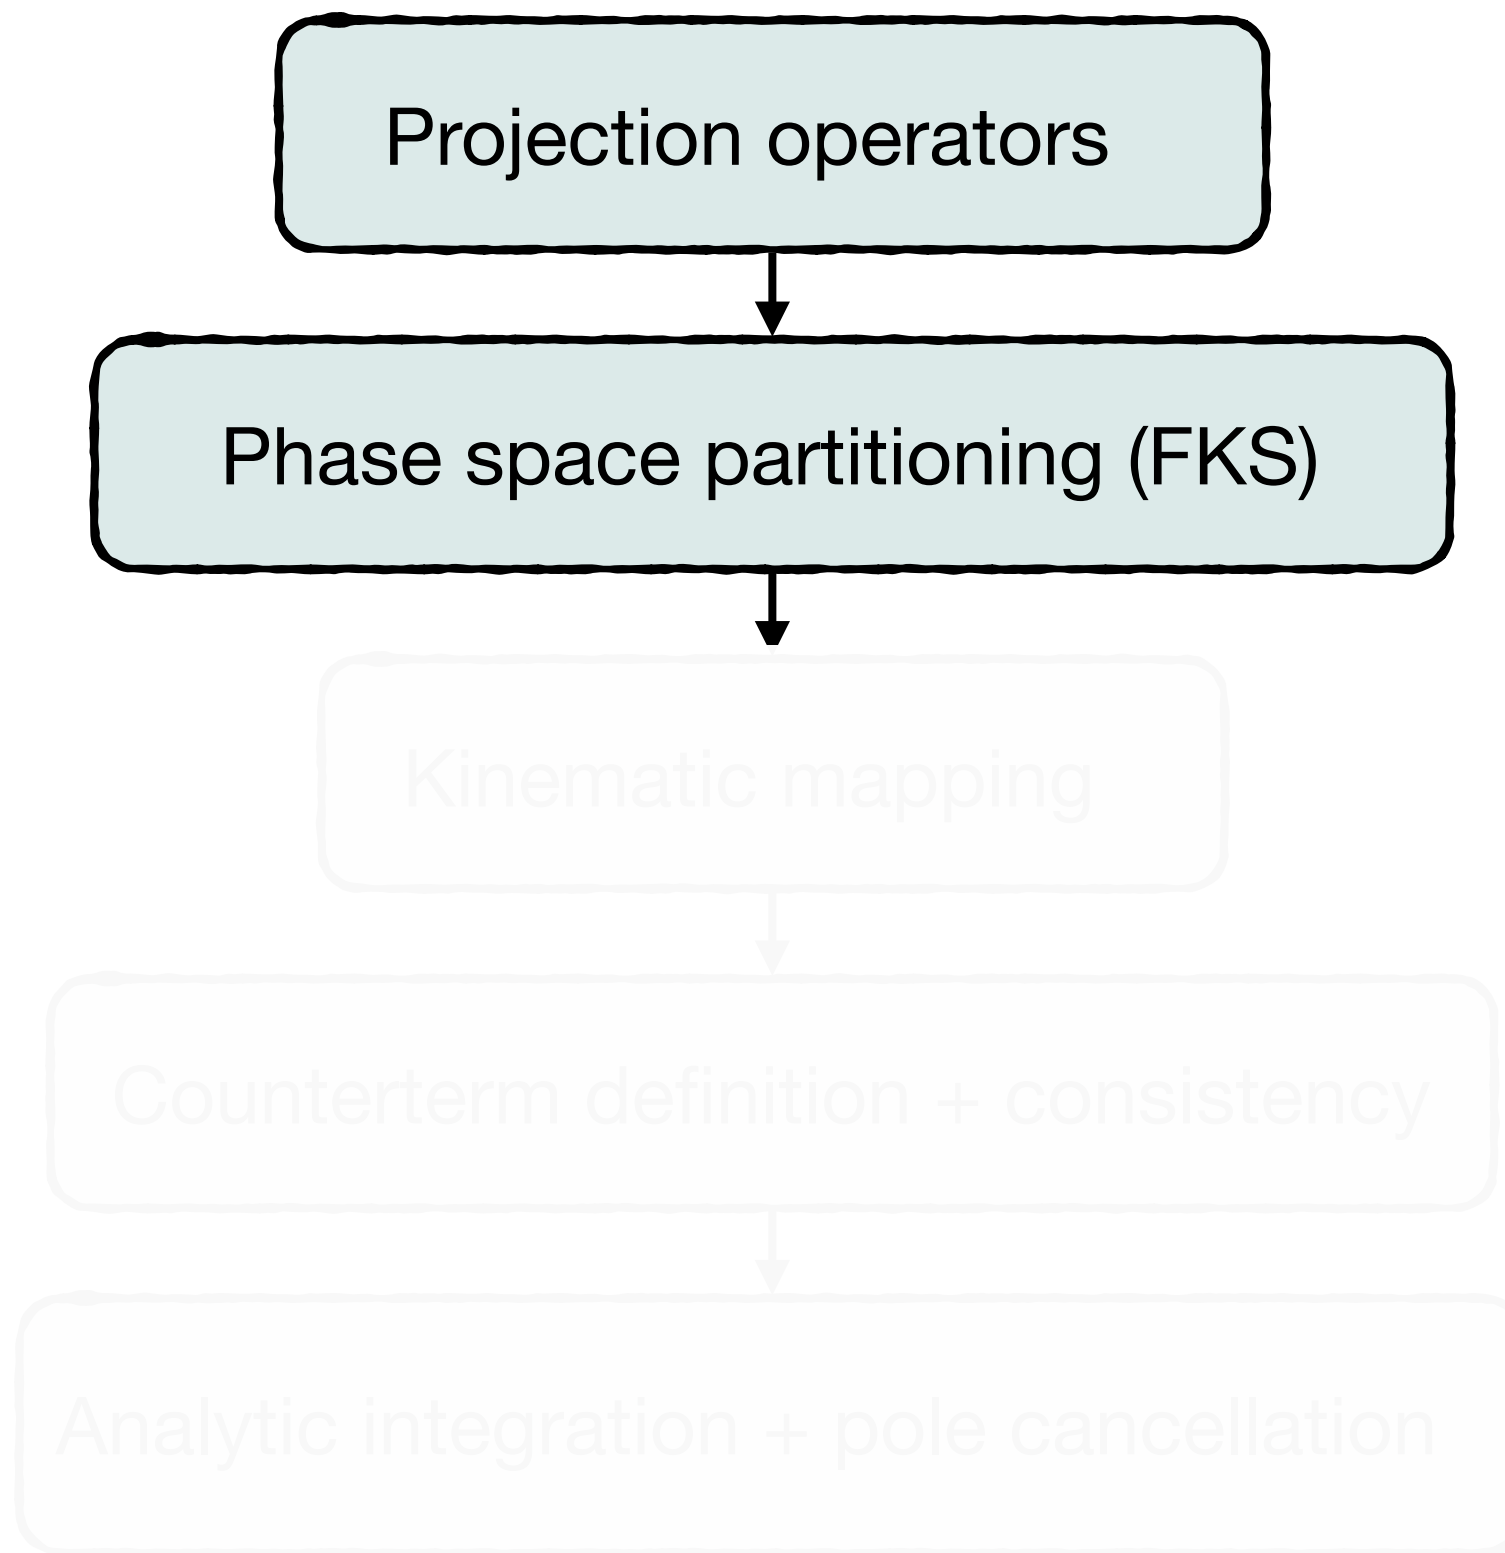 Projection operators
Phase space partitioning (FKS)
Kinematic mapping
Counterterm definition + consistency
Analytic integration + pole cancellation